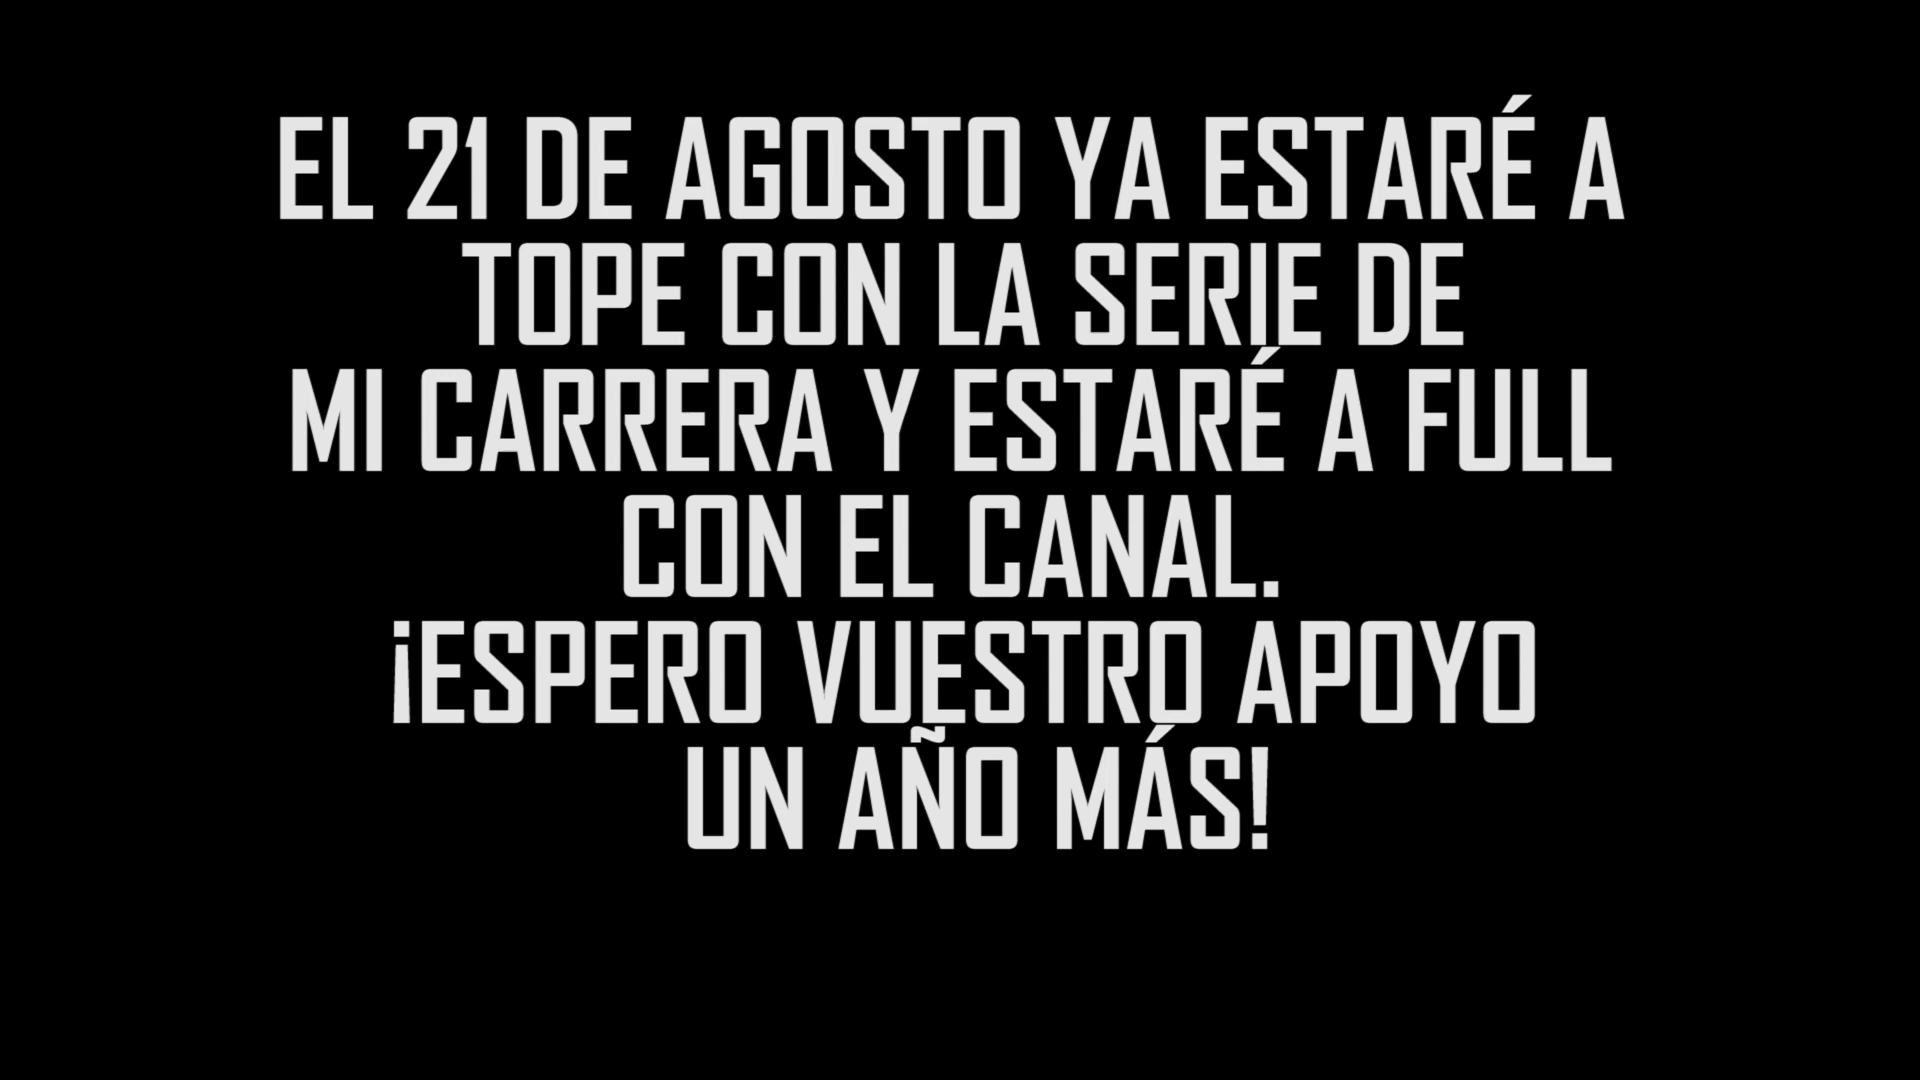 EL 21 DE AGOSTO YA ESTARÉ A
TOPE CON LA SERIE DE
MI CARRERA Y ESTARÉ A FULL
CON EL CANAL.
¡ESPERO VUESTRO APOYO
UN AÑO MÁS!